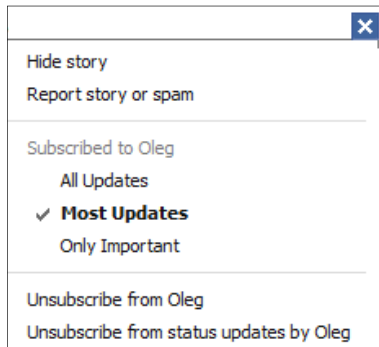 Hide story
Report story or spam
Subscribed to Oleg
All Updates
Most Updates
Only Important
Unsubscribe from Oleg
Unsubscribe from status updates by Oleg